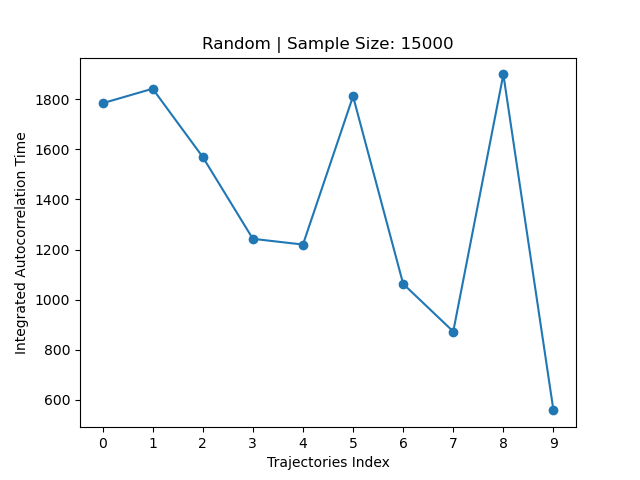 Random | Sample Size: 15000
Integrated Autocorrelation Time
1800
1600
1400
1200
1000
800
600
0 1 2 3 4 5 6 7 8 9
Trajectories Index